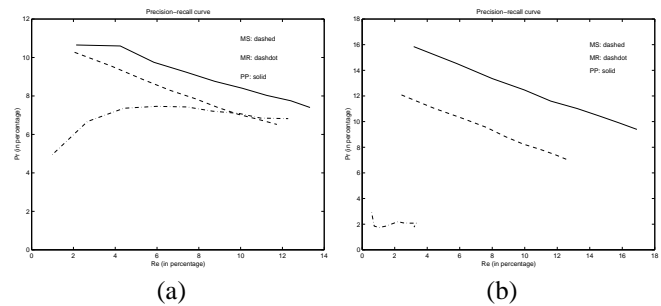 Precision−recall curve
MS: dashed
MR: dashdot
PP: solid
Pr (in percentage)
12
10
8
6
4
2
0
0 2 4 6 8 10 12 14
Re (in percentage)
(a)
Precision−recall curve
MS: dashed
MR: dashdot
PP: solid
Pr (in percentage)
18
16
14
12
10
8
6
4
2
0
0 2 4 6 8 10 12 14 16 18
Re (in percentage)
(b)